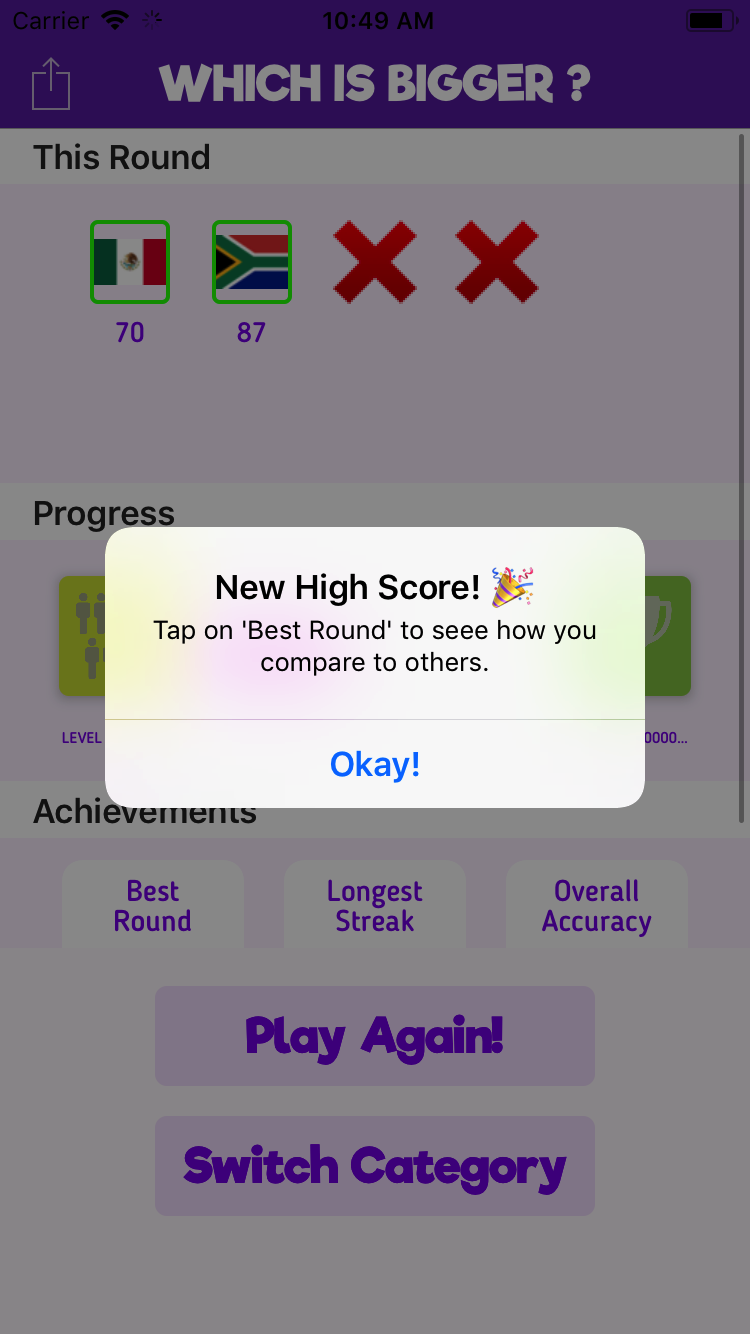 Carrier 10:49 AM
WHICH IS BIGGER ?
This Round
70 87
Progress
New High Score! 🎉
Tap on 'Best Round' to seee how you
compare to others.
LEVEL 0000...
Okay!
Achievements
Best Round
Longest Streak
Overall Accuracy
Play Again!
Switch Category